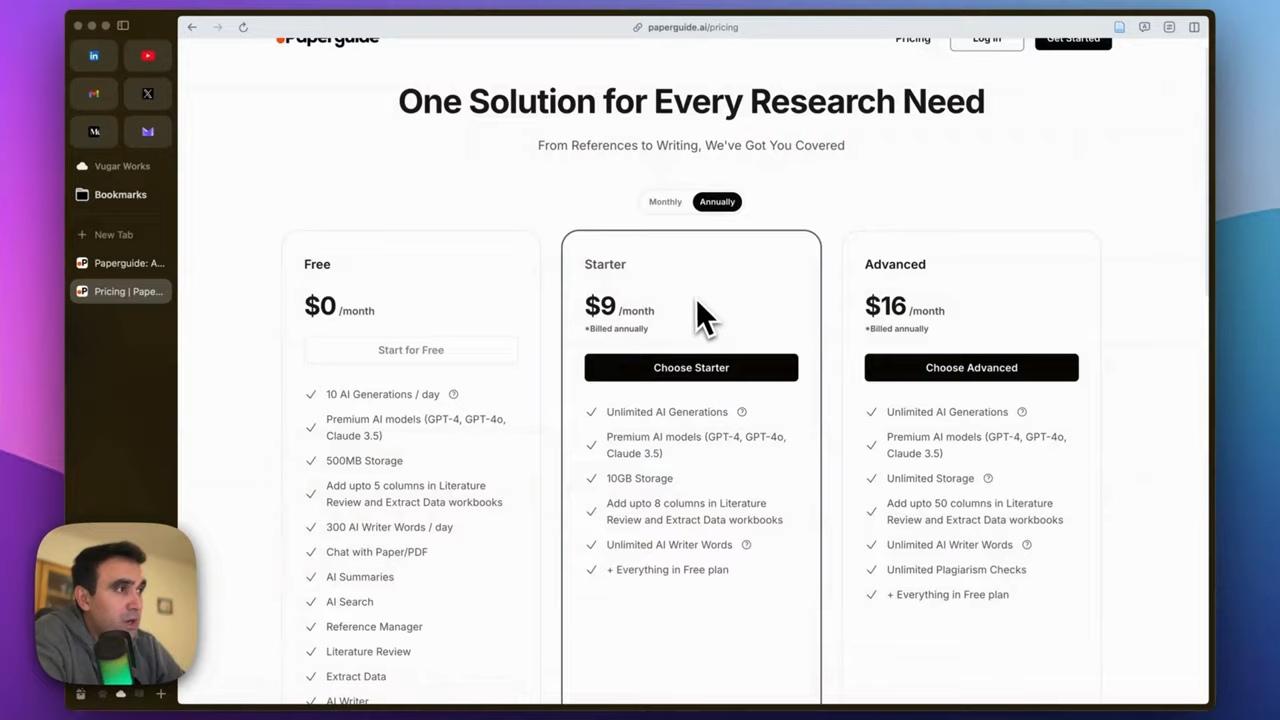 paperguide.ai/pricing
Paperguide
Pricing
Log in
Get Started
Vugar Works
Bookmarks
New Tab
Paperguide: A...
Pricing | Pape...
One Solution for Every Research Need
From References to Writing, We've Got You Covered
Monthly
Annually
Free
$0 /month
Start for Free
10 AI Generations / day
Premium AI models (GPT-4, GPT-4o,
Claude 3.5)
500MB Storage
Add upto 5 columns in Literature
Review and Extract Data workbooks
300 AI Writer Words / day
Chat with Paper/PDF
AI Summaries
AI Search
Reference Manager
Literature Review
Extract Data
AI Writer
Starter
$9 /month
*Billed annually
Choose Starter
Unlimited AI Generations
Premium AI models (GPT-4, GPT-4o,
Claude 3.5)
10GB Storage
Add upto 8 columns in Literature
Review and Extract Data workbooks
Unlimited AI Writer Words
+ Everything in Free plan
Advanced
$16 /month
*Billed annually
Choose Advanced
Unlimited AI Generations
Premium AI models (GPT-4, GPT-4o,
Claude 3.5)
Unlimited Storage
Add upto 50 columns in Literature
Review and Extract Data workbooks
Unlimited AI Writer Words
Unlimited Plagiarism Checks
+ Everything in Free plan